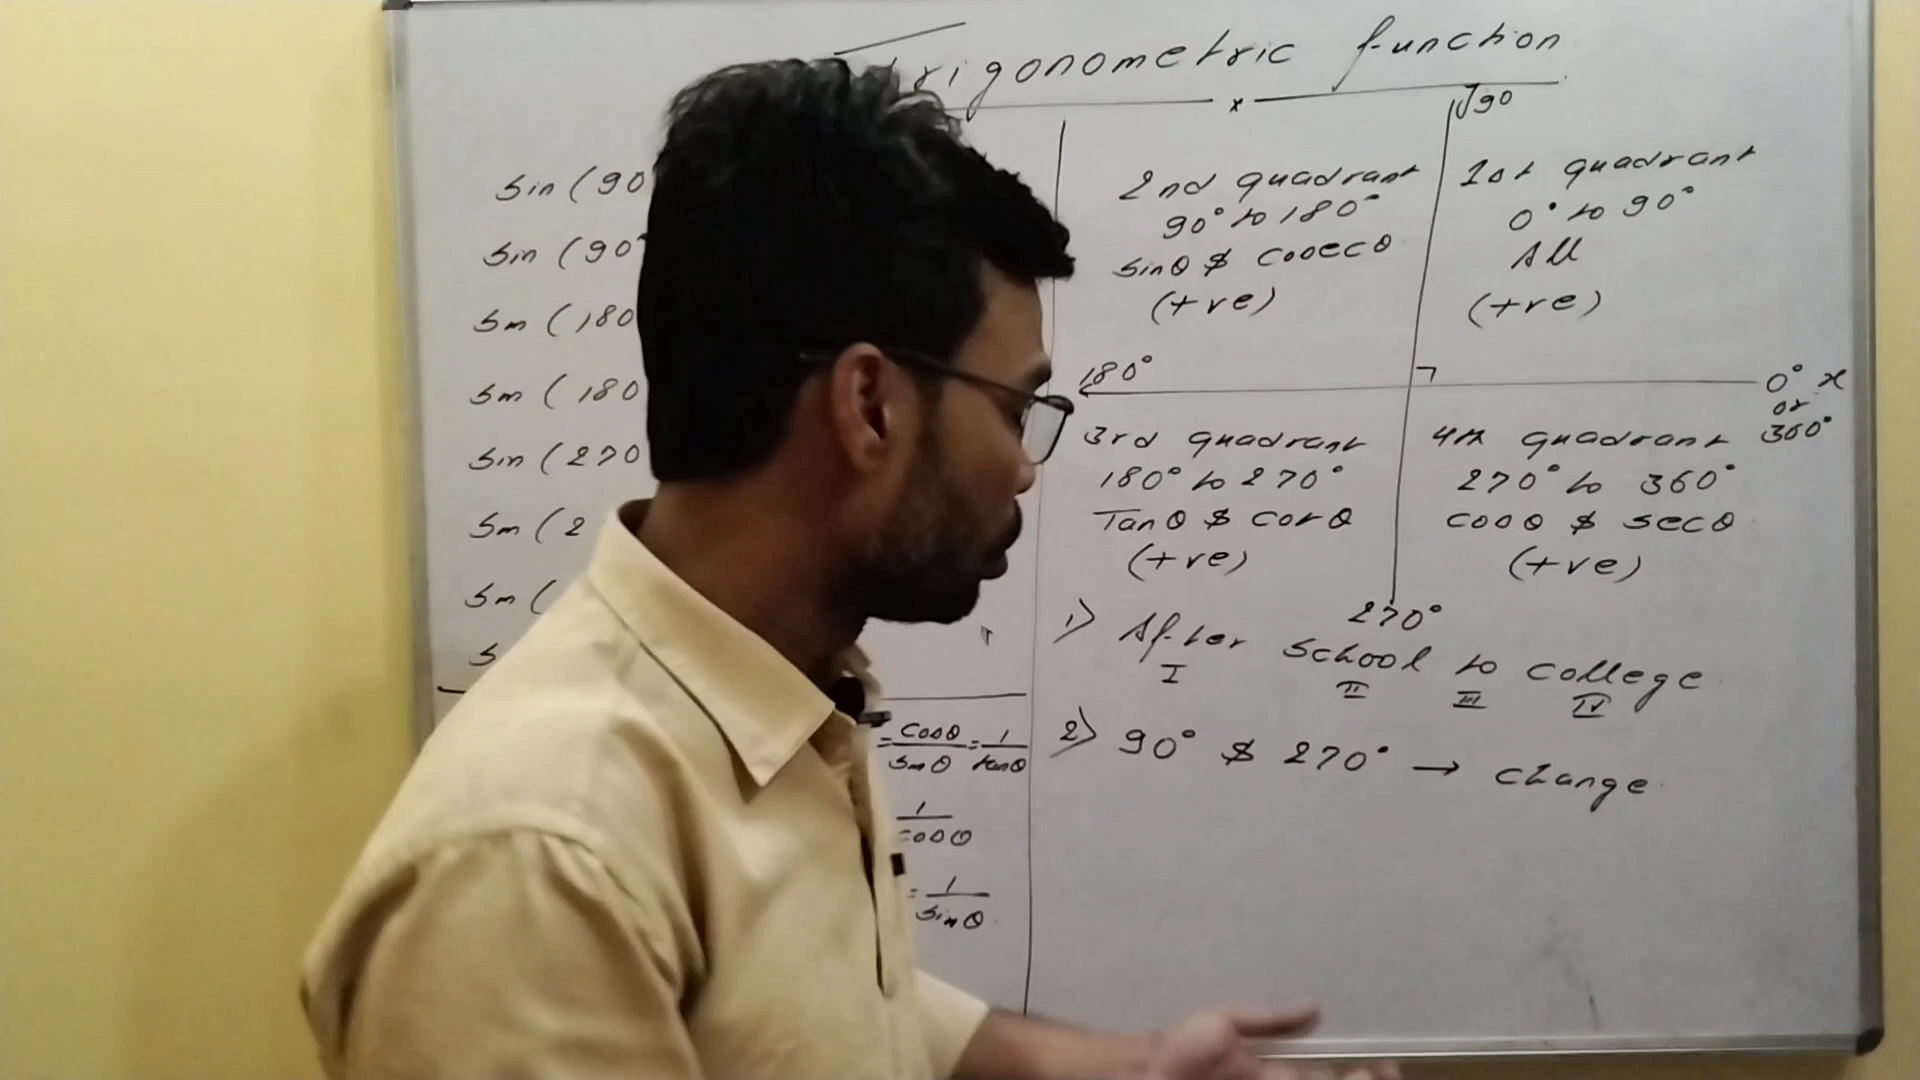 Trigonometric function
x
y 90
Sin (90
Sin (90°
Sin (180
Sin (180
Sin (270
Sin (2
Sin (
S
= cosθ/sinθ = 1/tanθ
1/cosθ
= 1/sinθ
2nd quadrant
90° to 180°
sinθ & cosecθ
(+ve)
1st quadrant
0° to 90°
All
(+ve)
180°
0° x
or
360°
3rd quadrant
180° to 270°
Tanθ & cotθ
(+ve)
4th quadrant
270° to 360°
cosθ & secθ
(+ve)
270°
1) After School to college
I II III IV
2) 90° & 270° → change